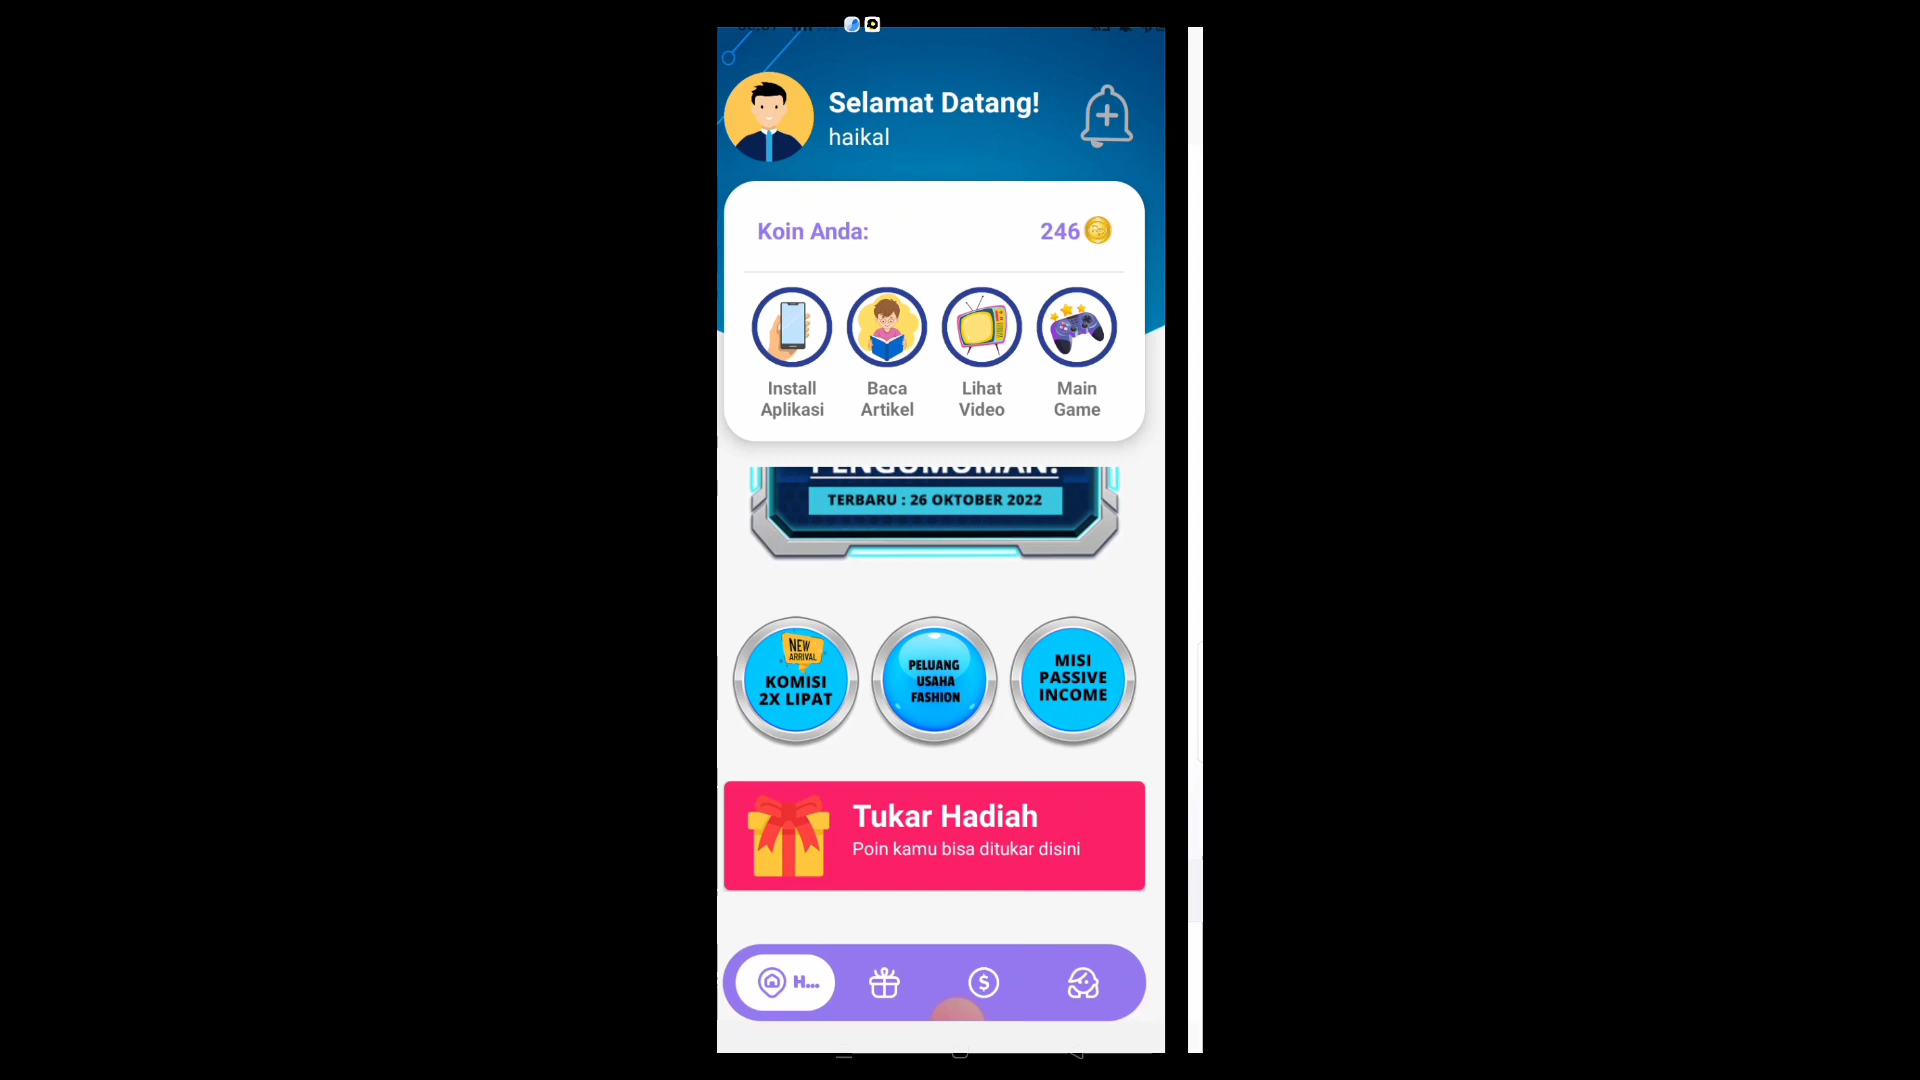 Selamat Datang!
haikal
Koin Anda:
246
Install
Aplikasi
Baca
Artikel
Lihat
Video
Main
Game
PENGUMUMAN!
TERBARU : 26 OKTOBER 2022
NEW
ARRIVAL
KOMISI
2X LIPAT
PELUANG
USAHA
FASHION
MISI
PASSIVE
INCOME
Tukar Hadiah
Poin kamu bisa ditukar disini
H...